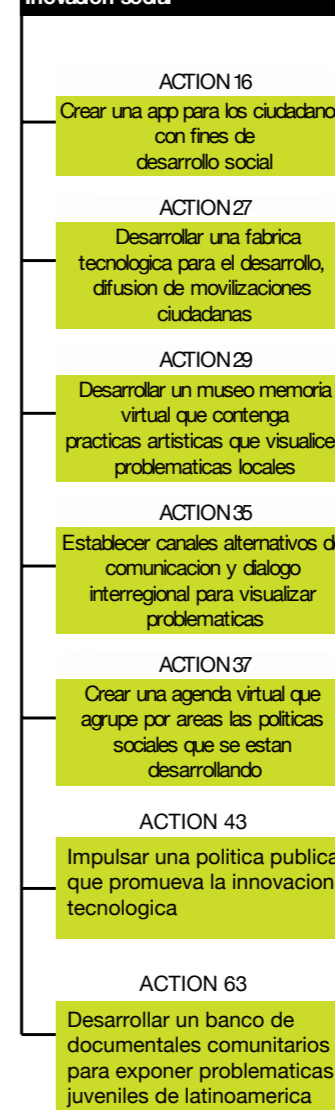 ACTION 16
Crear una app para los ciudadano
con fines de
desarrollo social
ACTION 27
Desarrollar una fabrica
tecnologica para el desarrollo,
difusion de movilizaciones
ciudadanas
ACTION 29
Desarrollar un museo memoria
virtual que contenga
practicas artisticas que visualice
problematicas locales
ACTION 35
Establecer canales alternativos d
comunicacion y dialogo
interregional para visualizar
problematicas
ACTION 37
Crear una agenda virtual que
agrupe por areas las politicas
sociales que se estan
desarrollando
ACTION 43
Impulsar una politica publica
que promueva la innovacion
tecnologica
ACTION 63
Desarrollar un banco de
documentales comunitarios
para exponer problematicas
juveniles de latinoamerica